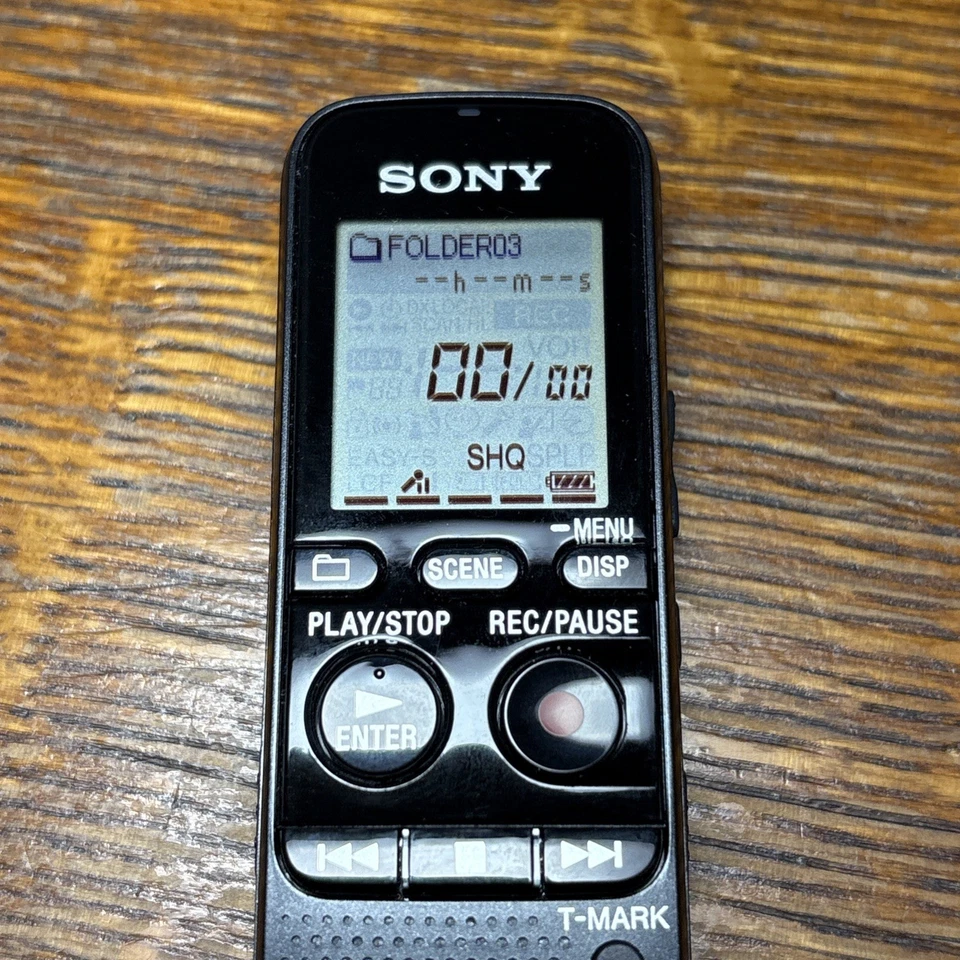 SONY
FOLDER03
--h--m--s
00/00
SHQ
MENU
SCENE
DISP
PLAY/STOP
REC/PAUSE
ENTER
T-MARK